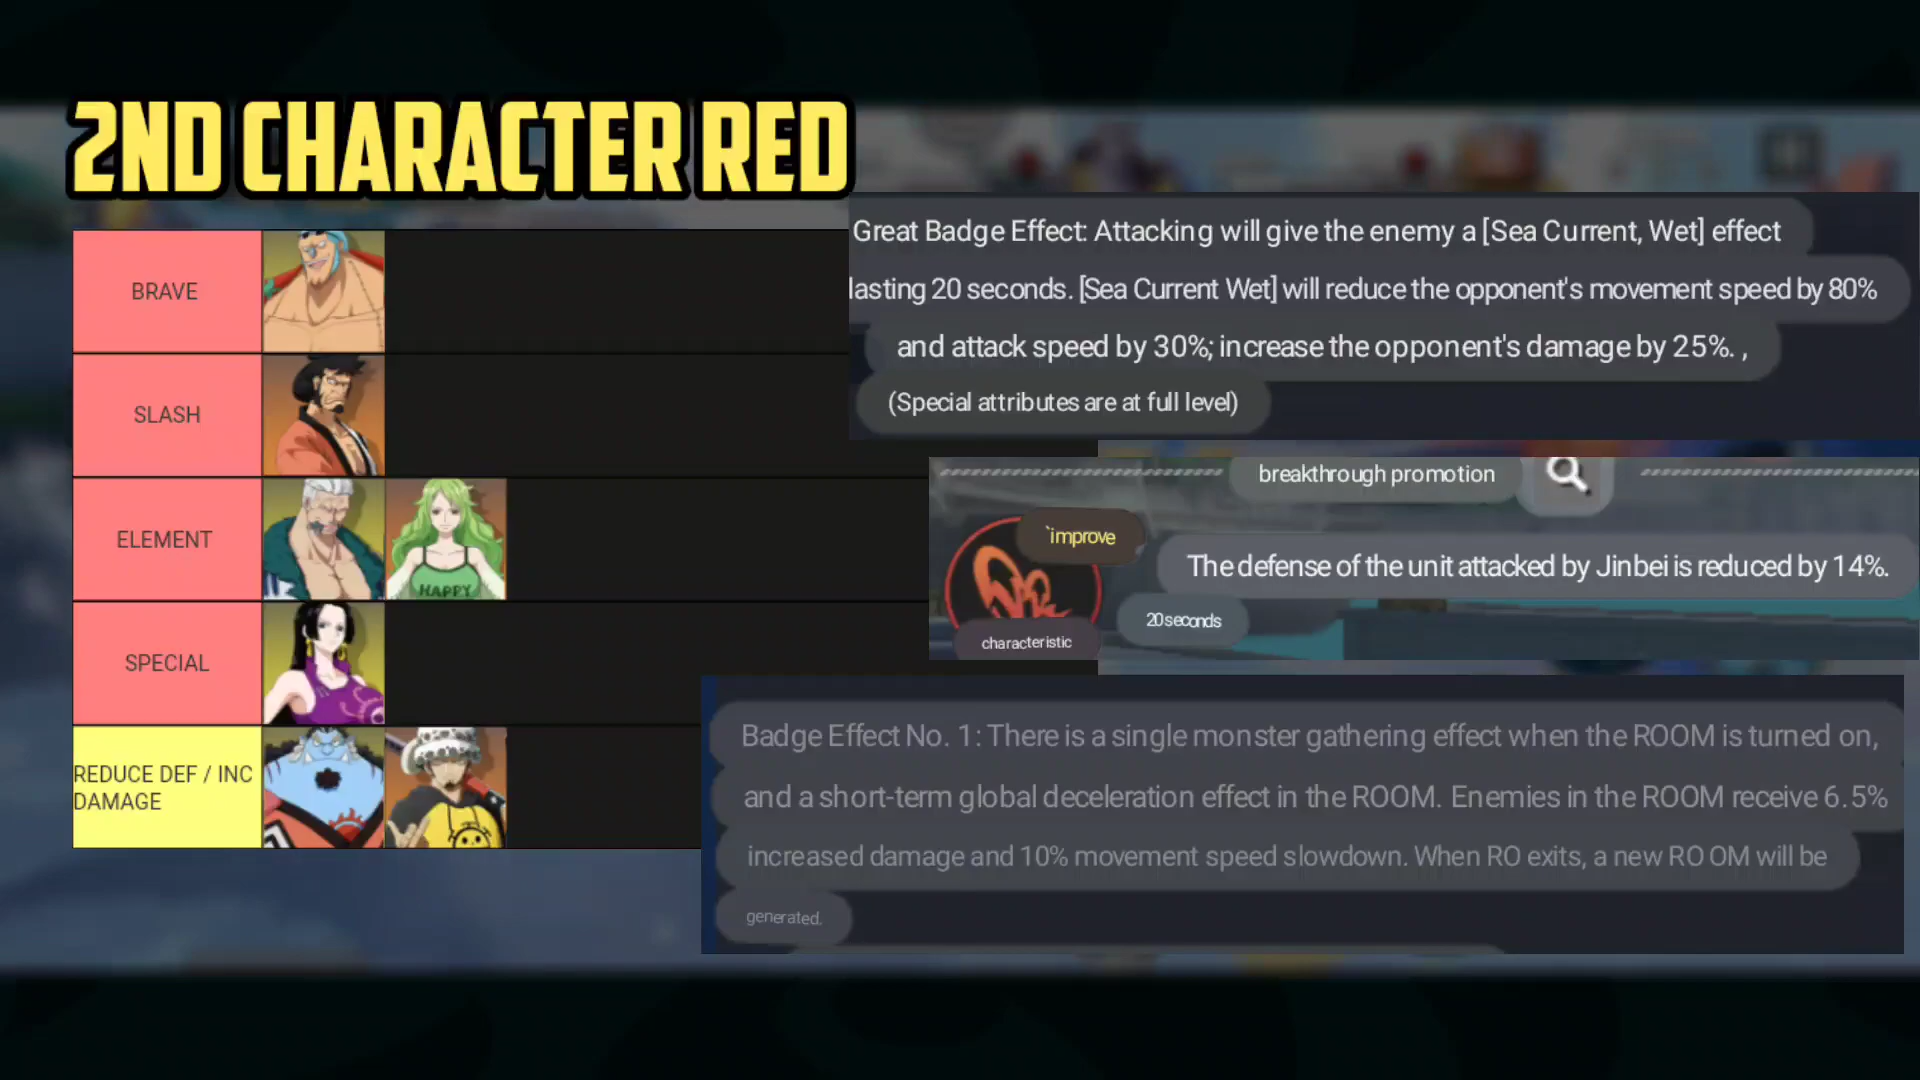 2ND CHARACTER RED
BRAVE
SLASH
ELEMENT
HAPPY
SPECIAL
REDUCE DEF / INC
DAMAGE
Great Badge Effect: Attacking will give the enemy a [Sea Current, Wet] effect
lasting 20 seconds. [Sea Current Wet] will reduce the opponent's movement speed by 80%
and attack speed by 30%; increase the opponent's damage by 25%. ,
(Special attributes are at full level)
breakthrough promotion
`improve
The defense of the unit attacked by Jinbei is reduced by 14%.
20 seconds
characteristic
Badge Effect No. 1: There is a single monster gathering effect when the ROOM is turned on,
and a short-term global deceleration effect in the ROOM. Enemies in the ROOM receive 6.5%
increased damage and 10% movement speed slowdown. When RO exits, a new RO OM will be
generated.